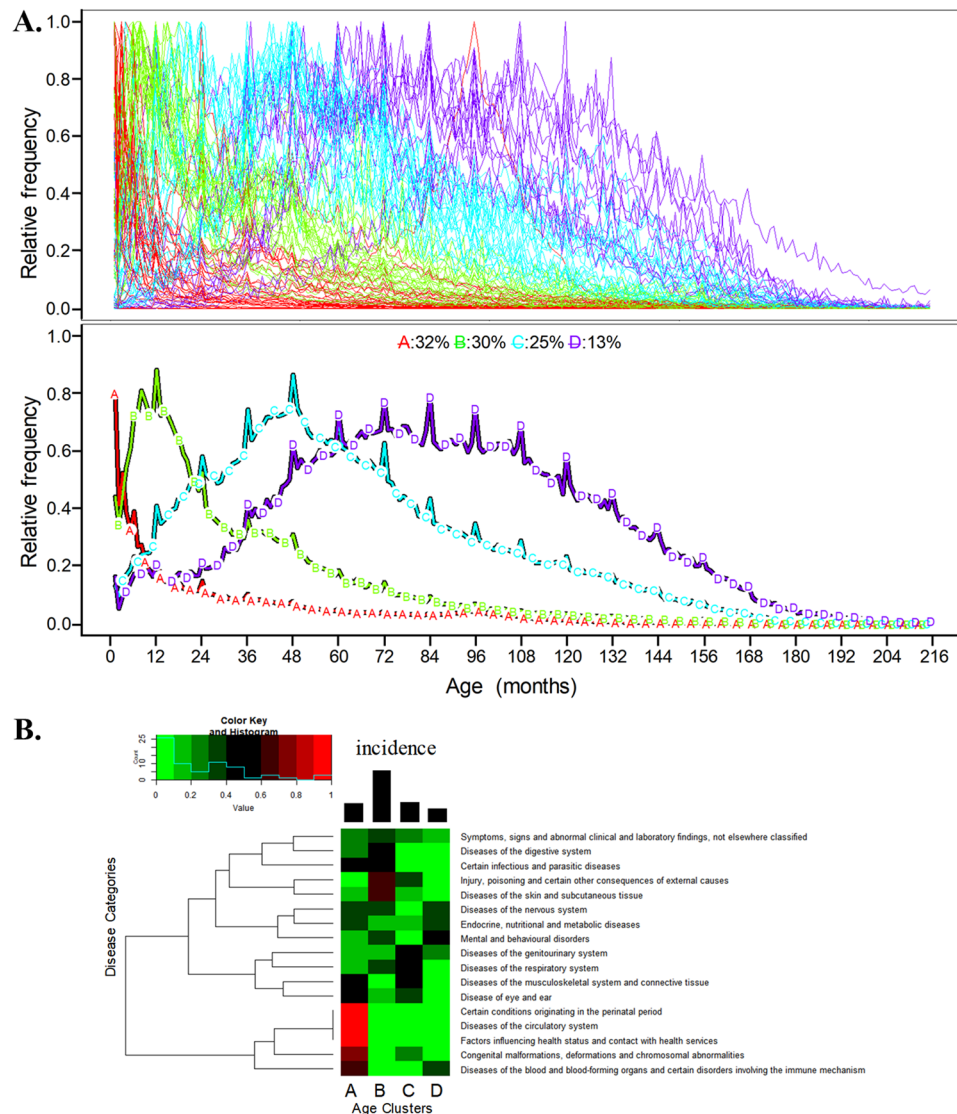 A.
1.0
0.8
0.6
0.4
0.2
0.0
Relative frequency
A:32% B:30% C:25% D:13%
1.0
0.8
0.6
0.4
0.2
0.0
Relative frequency
0 12 24 36 48 60 72 84 96 108 120 132 144 156 168 180 192 204 216
Age (months)
B.
Color Key
and Histogram
Count
0 10 25
0 0.2 0.4 0.6 0.8 1
Value
incidence
Disease Categories
Symptoms, signs and abnormal clinical and laboratory findings, not elsewhere classified
Diseases of the digestive system
Certain infectious and parasitic diseases
Injury, poisoning and certain other consequences of external causes
Diseases of the skin and subcutaneous tissue
Diseases of the nervous system
Endocrine, nutritional and metabolic diseases
Mental and behavioural disorders
Diseases of the genitourinary system
Diseases of the respiratory system
Diseases of the musculoskeletal system and connective tissue
Disease of eye and ear
Certain conditions originating in the perinatal period
Diseases of the circulatory system
Factors influencing health status and contact with health services
Congenital malformations, deformations and chromosomal abnormalities
Diseases of the blood and blood-forming organs and certain disorders involving the immune mechanism
A B C D
Age Clusters